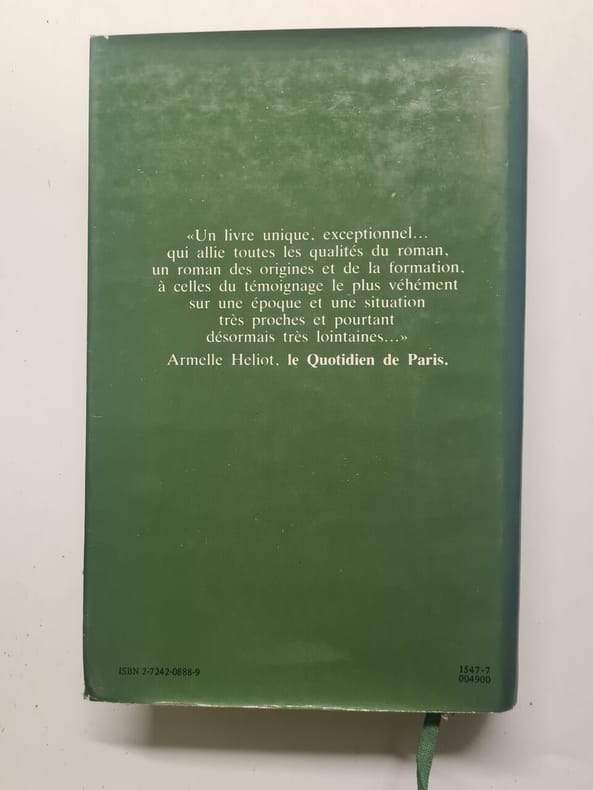 «Un livre unique, exceptionnel...
qui allie toutes les qualités du roman,
un roman des origines et de la formation,
à celles du témoignage le plus véhément
sur une époque et une situation
très proches et pourtant
désormais très lointaines...»
Armelle Heliot, le Quotidien de Paris.
ISBN 2-7242-0888-9
1547-7
004900